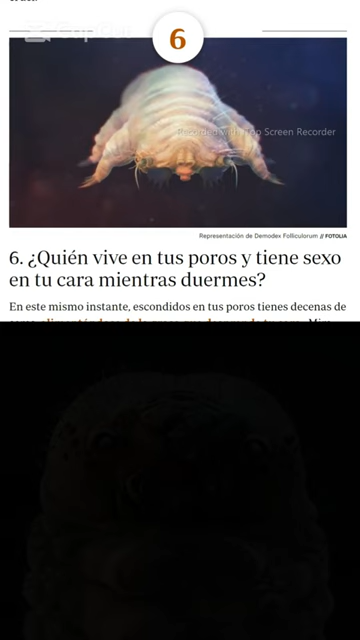 6
Recorded with Top Screen Recorder
Representación de Demodex Folliculorum // FOTOLIA
6. ¿Quién vive en tus poros y tiene sexo
en tu cara mientras duermes?
En este mismo instante, escondidos en tus poros tienes decenas de